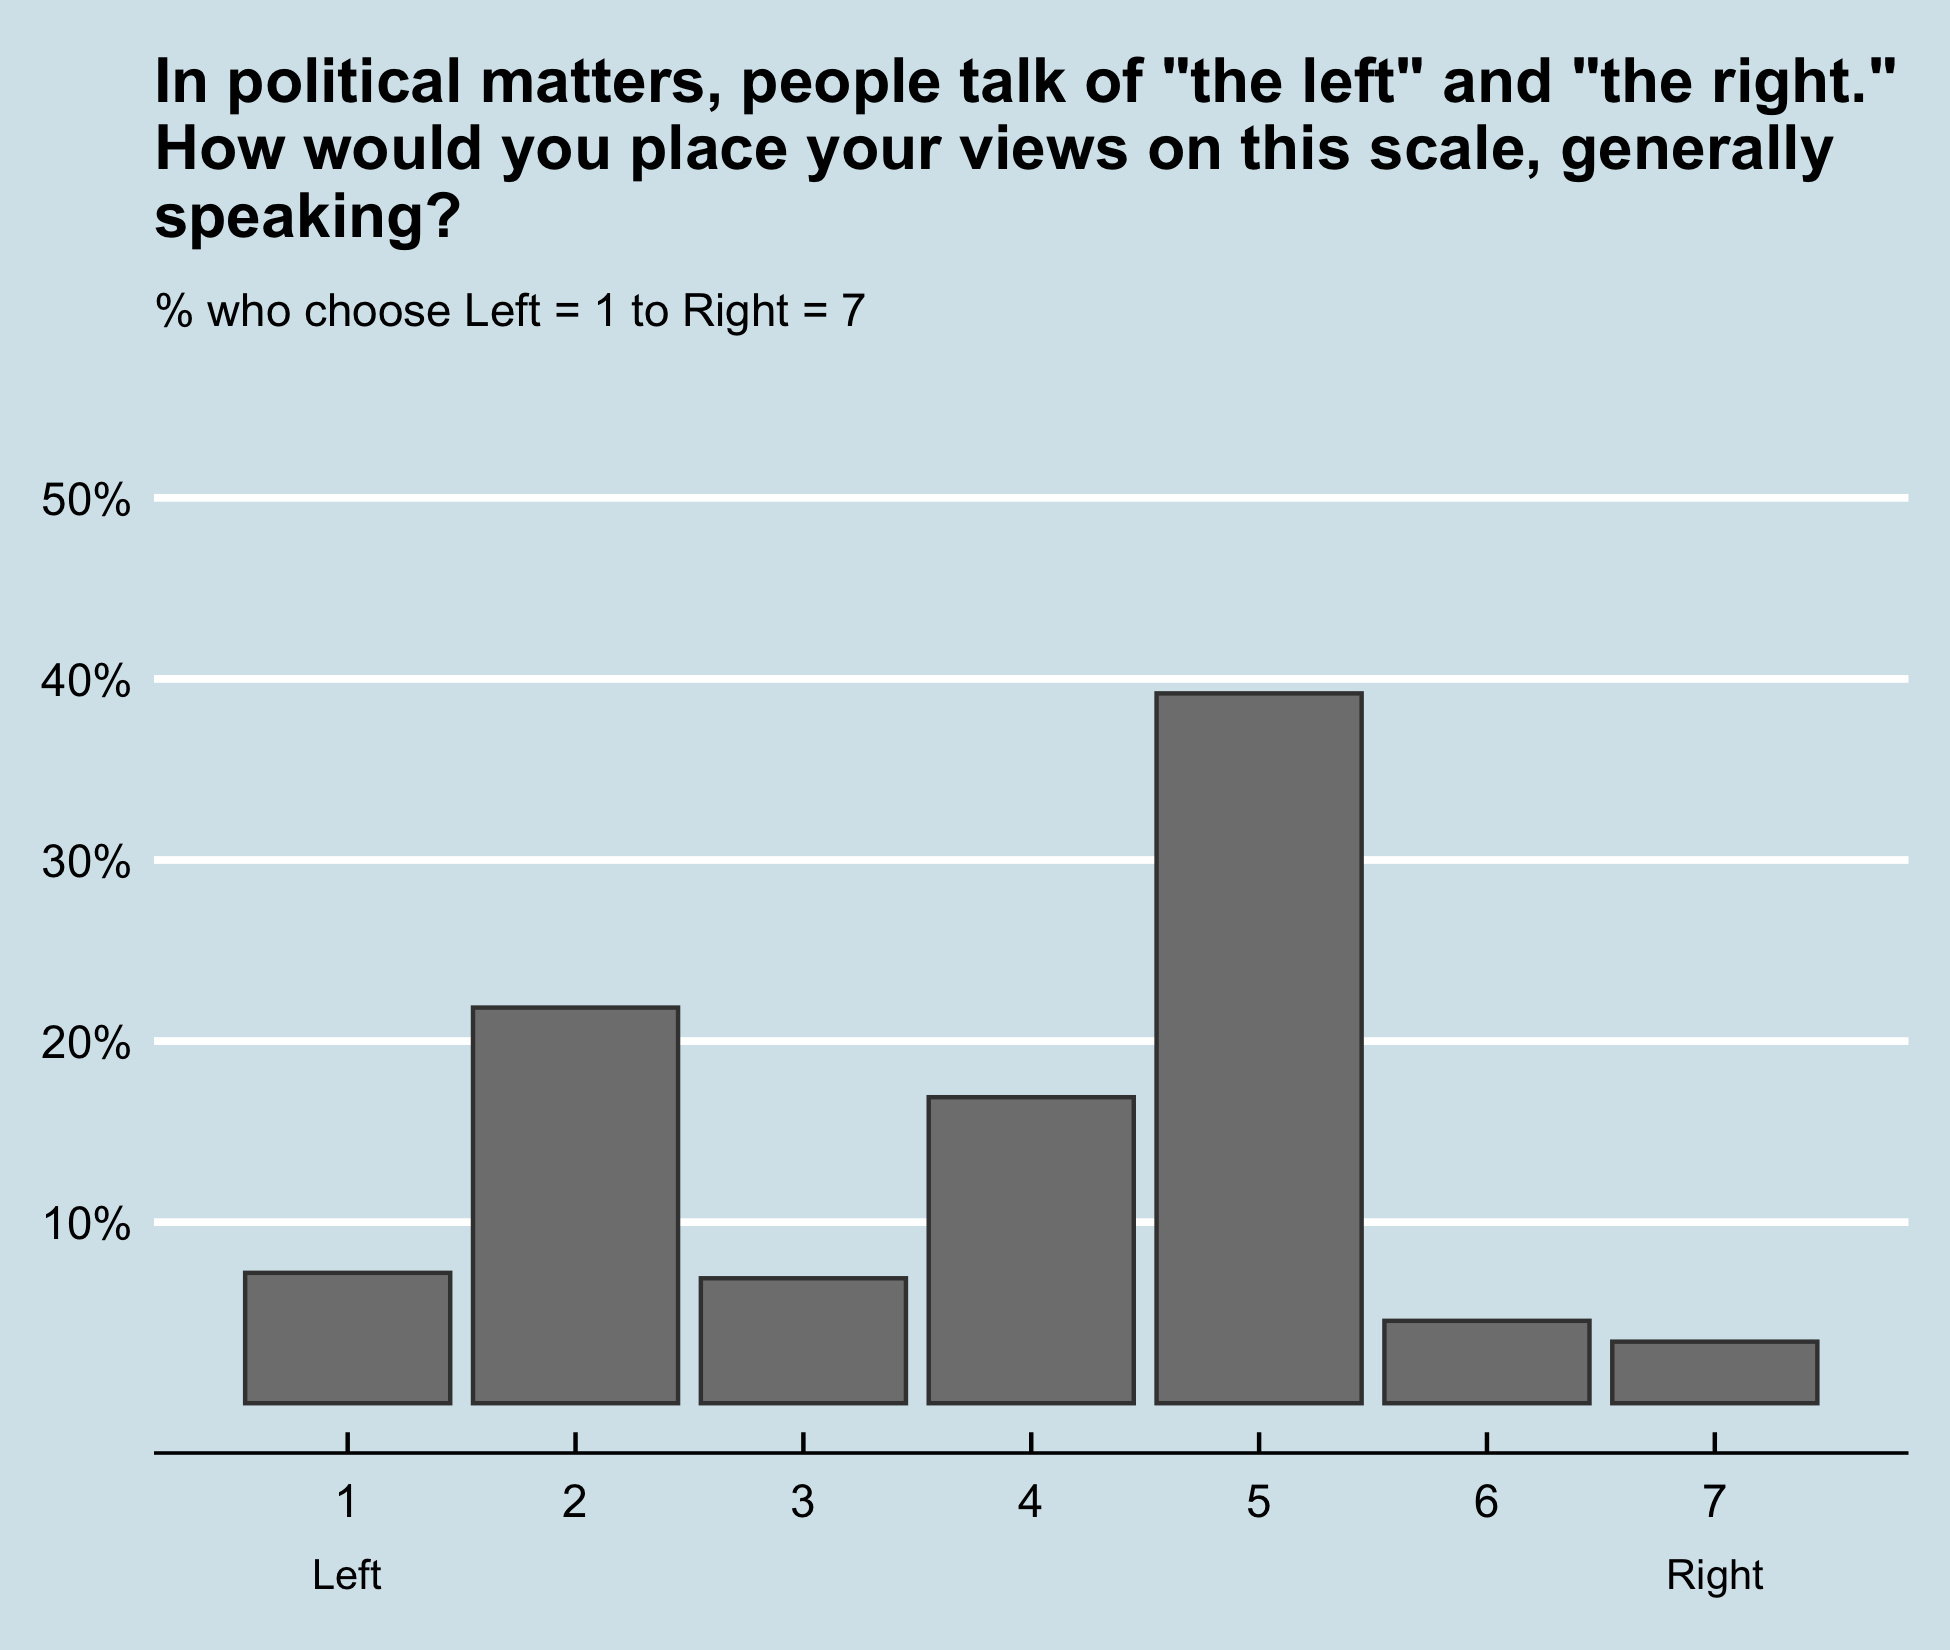 In political matters, people talk of "the left" and "the right."
How would you place your views on this scale, generally
speaking?
% who choose Left = 1 to Right = 7
50%
40%
30%
20%
10%
1 2 3 4 5 6 7
Left Right